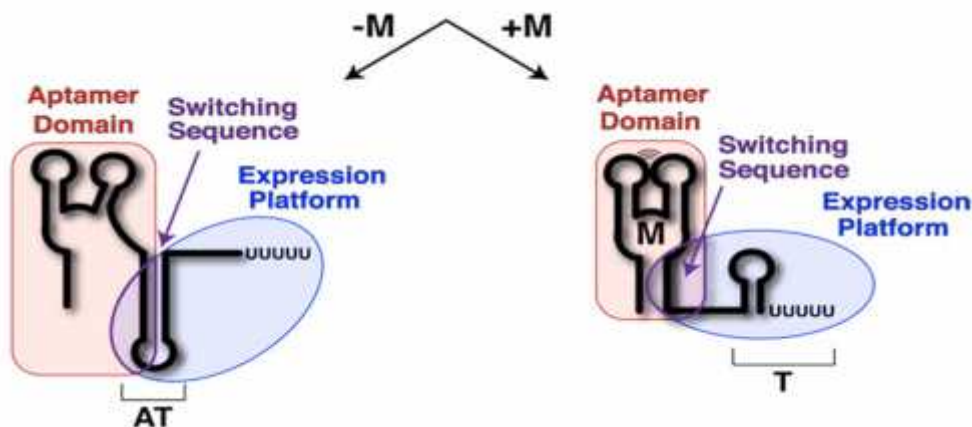 -M
+M
Aptamer
Domain
Switching
Sequence
Expression
Platform
UUUUU
AT
Aptamer
Domain
Switching
Sequence
Expression
Platform
M
UUUUU
T